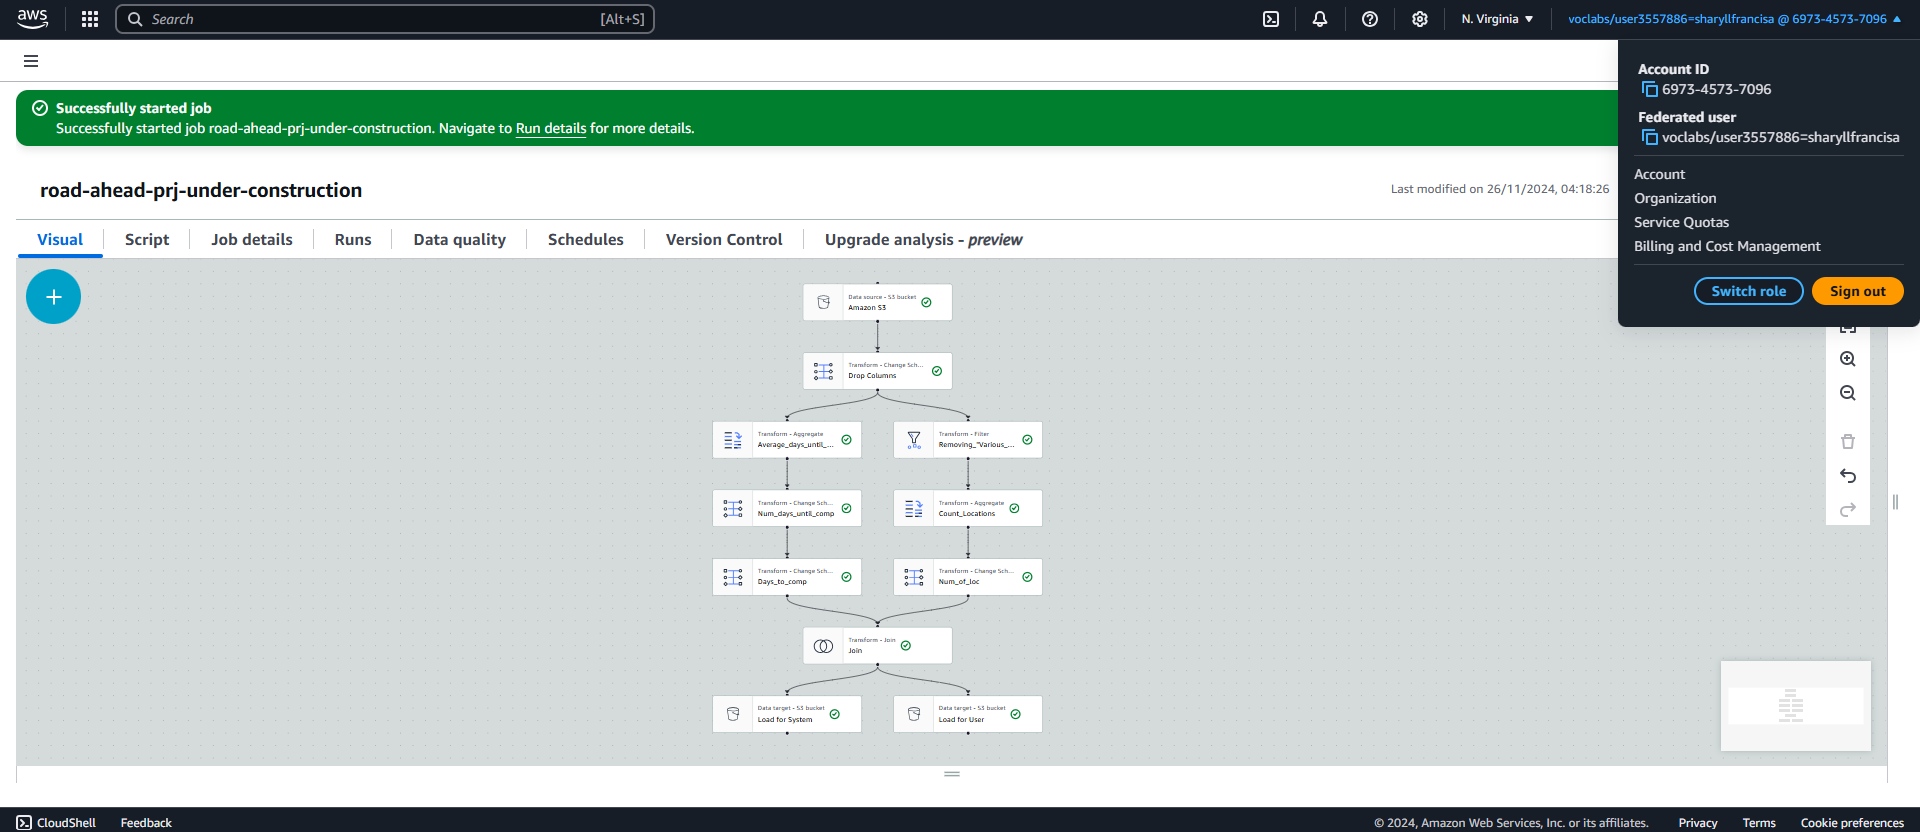 aws
Search
[Alt+S]
N. Virginia ▼
voclabs/user3557886=sharyllfrancisa @ 6973-4573-7096 ▲
Account ID
6973-4573-7096
Federated user
voclabs/user3557886=sharyllfrancisa
Account
Organization
Service Quotas
Billing and Cost Management
Switch role
Sign out
Successfully started job
Successfully started job road-ahead-prj-under-construction. Navigate to Run details for more details.
road-ahead-prj-under-construction
Last modified on 26/11/2024, 04:18:26
Visual
Script
Job details
Runs
Data quality
Schedules
Version Control
Upgrade analysis - preview
Data source - S3 bucket
Amazon S3
Transform - Change Sch...
Drop Columns
Transform - Aggregate
Average_days_until_...
Transform - Filter
Removing_"Various_...
Transform - Change Sch...
Num_days_until_comp
Transform - Aggregate
Count_Locations
Transform - Change Sch...
Days_to_comp
Transform - Change Sch...
Num_of_loc
Transform - Join
Join
Data target - S3 bucket
Load for System
Data target - S3 bucket
Load for User
CloudShell
Feedback
© 2024, Amazon Web Services, Inc. or its affiliates.
Privacy
Terms
Cookie preferences